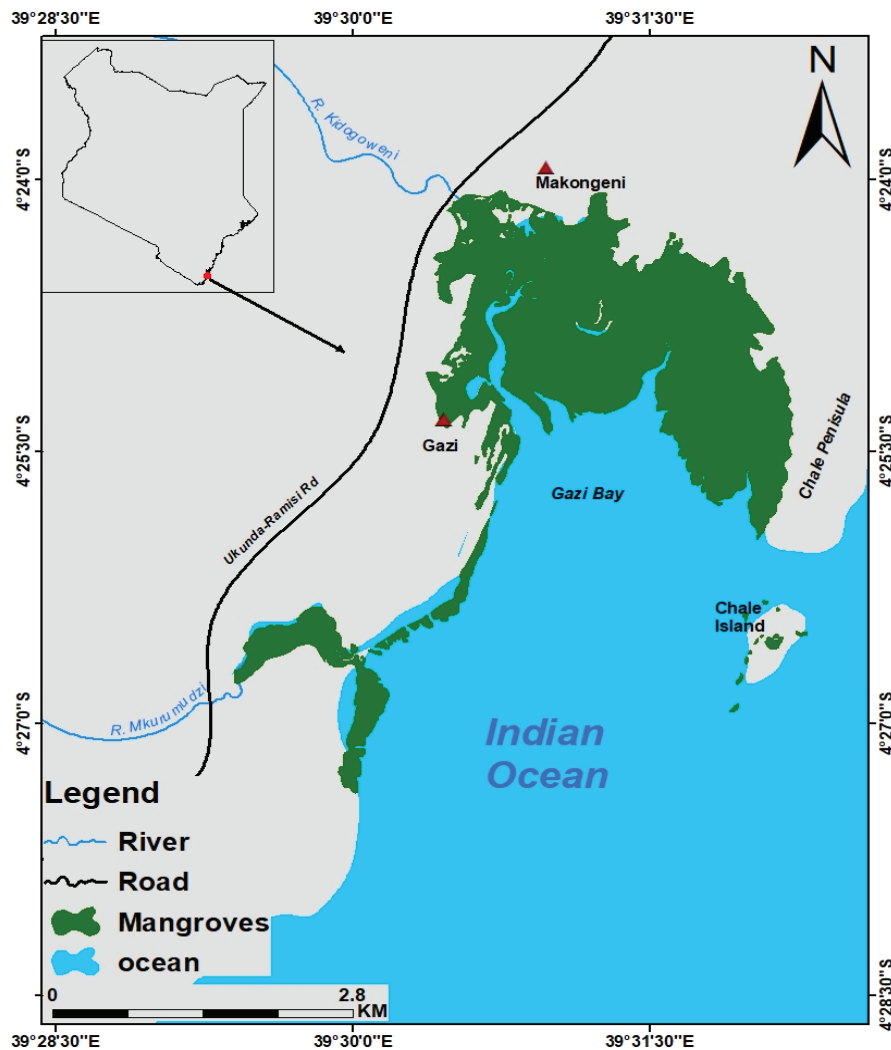 39°28'30"E
39°30'0"E
39°31'30"E
N
R. Kidogoweni
Makongeni
4°24'0"S
4°24'0"S
Gazi
Chale Penisula
4°25'30"S
4°25'30"S
Gazi Bay
Ukunda-Ramisi Rd
Chale
Island
R. Mkurumudzi
4°27'0"S
4°27'0"S
Indian
Ocean
Legend
River
Road
Mangroves
ocean
0
2.8
KM
4°28'30"S
4°28'30"S
39°28'30"E
39°30'0"E
39°31'30"E